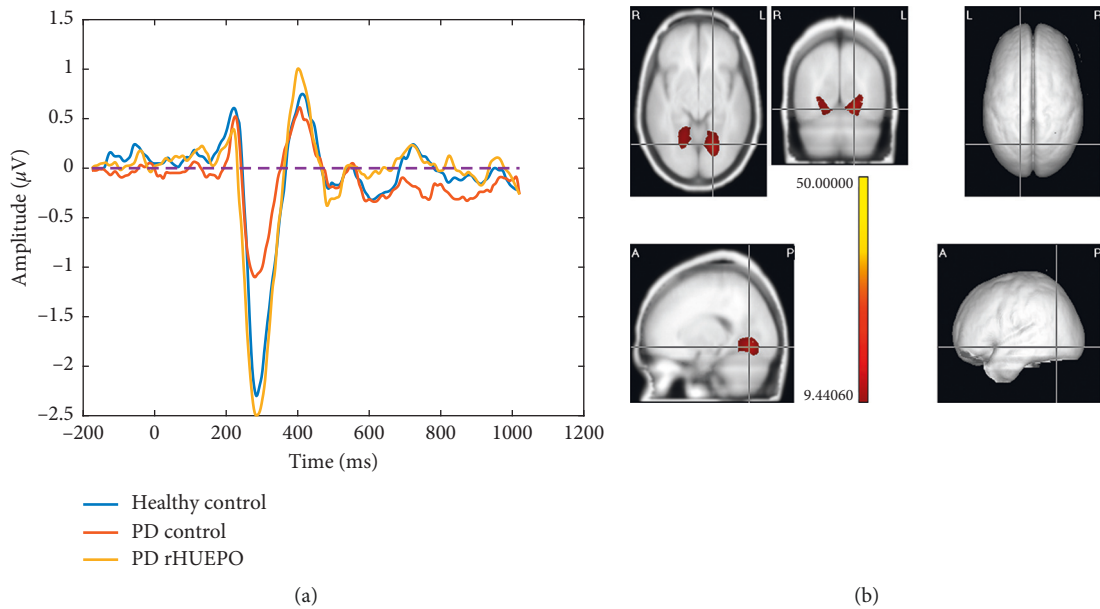 1.5
1
0.5
0
−0.5
−1
−1.5
−2
−2.5
Amplitude (μV)
−200 0 200 400 600 800 1000 1200
Time (ms)
Healthy control
PD control
PD rHUEPO
(a)
R L
R L
L P
50.00000
9.44060
A P
A P
(b)